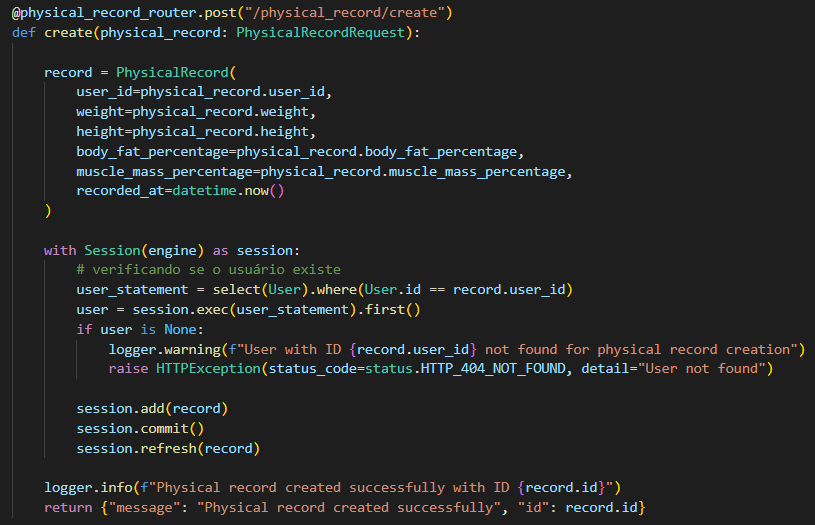 @physical_record_router.post("/physical_record/create")
def create(physical_record: PhysicalRecordRequest):
record = PhysicalRecord(
user_id=physical_record.user_id,
weight=physical_record.weight,
height=physical_record.height,
body_fat_percentage=physical_record.body_fat_percentage,
muscle_mass_percentage=physical_record.muscle_mass_percentage,
recorded_at=datetime.now()
)
with Session(engine) as session:
# verificando se o usuário existe
user_statement = select(User).where(User.id == record.user_id)
user = session.exec(user_statement).first()
if user is None:
logger.warning(f"User with ID {record.user_id} not found for physical record creation")
raise HTTPException(status_code=status.HTTP_404_NOT_FOUND, detail="User not found")
session.add(record)
session.commit()
session.refresh(record)
logger.info(f"Physical record created successfully with ID {record.id}")
return {"message": "Physical record created successfully", "id": record.id}